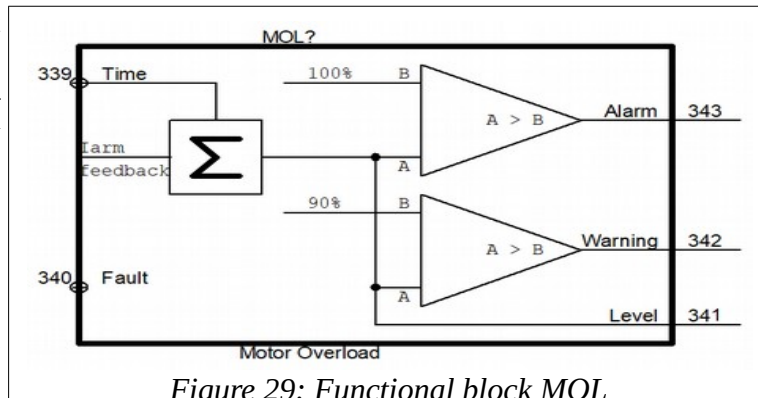 MOL?
339 Time
100% B
A > B
Alarm 343
Iarm
feedback
Σ
A
90% B
A > B
Warning 342
340 Fault
A
Level 341
Motor Overload
Figure 29: Functional block MOL